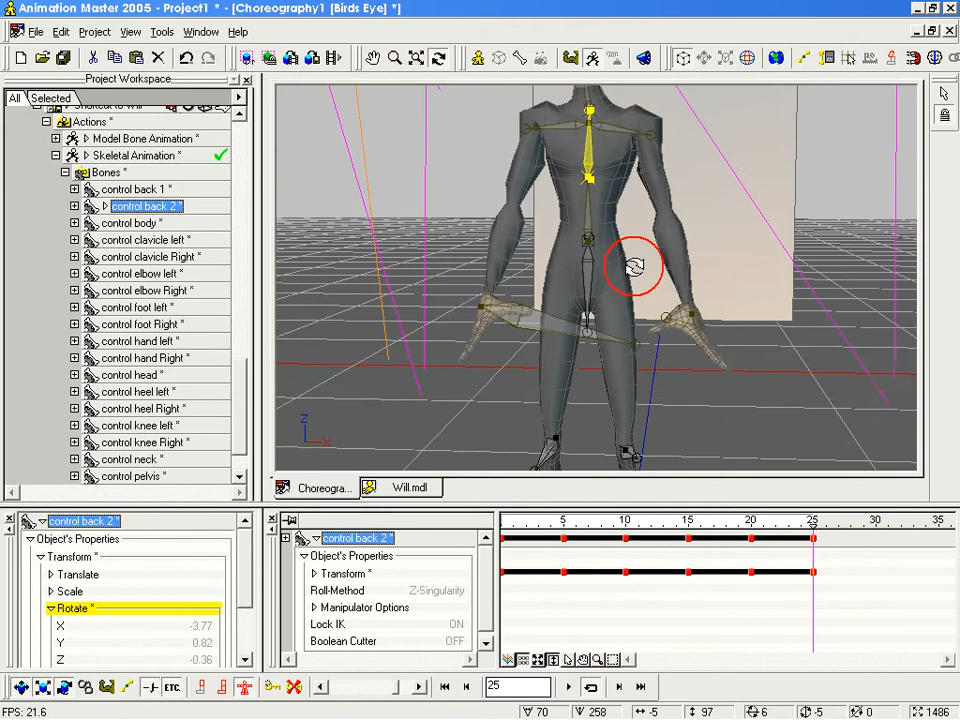 Animation Master 2005 - Project1 * - [Choreography1 [Birds Eye] *]
File Edit Project View Tools Window Help
Project Workspace
All Selected
Shortcut to Will
Actions *
Model Bone Animation *
Skeletal Animation *
Bones *
control back 1 *
control back 2 *
control body *
control clavicle left *
control clavicle Right *
control elbow left *
control elbow Right *
control foot left *
control foot Right *
control hand left *
control hand Right *
control head *
control heel left *
control heel Right *
control knee left *
control knee Right *
control neck *
control pelvis *
Z
X
Choreogra... Will.mdl
control back 2 *
Object's Properties
Transform *
Translate
Scale
Rotate *
X -3.77
Y 0.82
Z -0.36
control back 2 *
Object's Properties
Transform *
Roll-Method Z-Singularity
Manipulator Options
Lock IK ON
Boolean Cutter OFF
5 10 15 20 25 30 35
ETC.
25
FPS: 21.6
70 258 -5 97 6 -5 0 1486